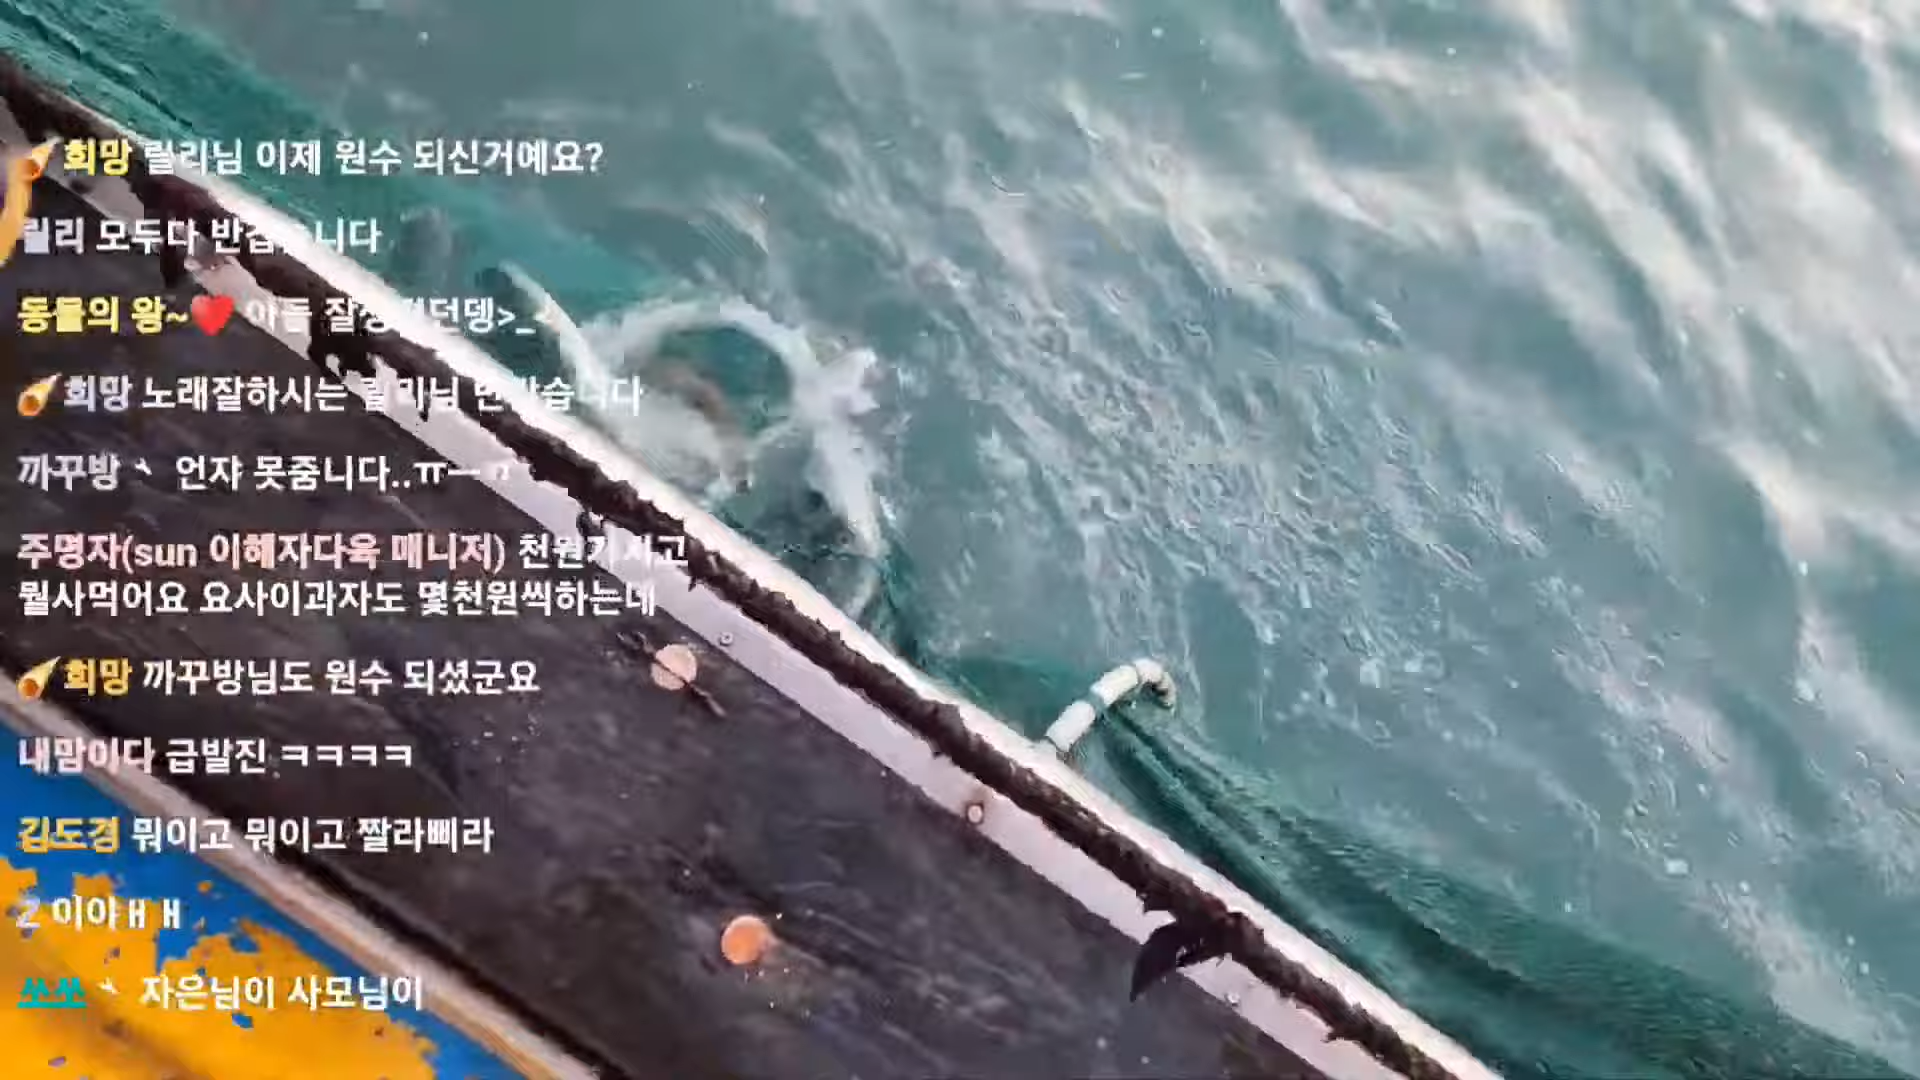 희망 릴리님 이제 원수 되신거예요?
릴리 모두다 반갑습니다
동물의 왕~❤️ 아들 잘생겼던뎅>_<
희망 노래잘하시는 릴리님 반갑습니다
까꾸방 언쟈 못줌니다..ㅠㅡㅠ
주명자(sun 이혜자다육 매니저) 천원가지고
뭘사먹어요 요사이과자도 몇천원씩하는데
희망 까꾸방님도 원수 되셨군요
내맘이다 급발진 ㅋㅋㅋㅋ
김도경 뭐이고 뭐이고 짤라삐라
Z 이야ㅐㅐ
쏘쏘 자은님이 사모님이